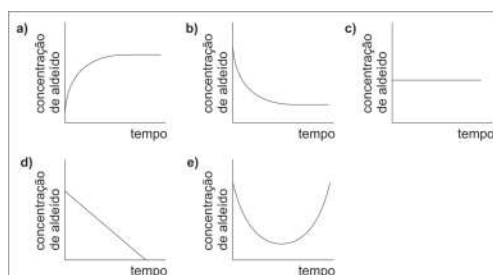 a)
concentração
de aldeído
tempo
b)
concentração
de aldeído
tempo
c)
concentração
de aldeído
tempo
d)
concentração
de aldeído
tempo
e)
concentração
de aldeído
tempo